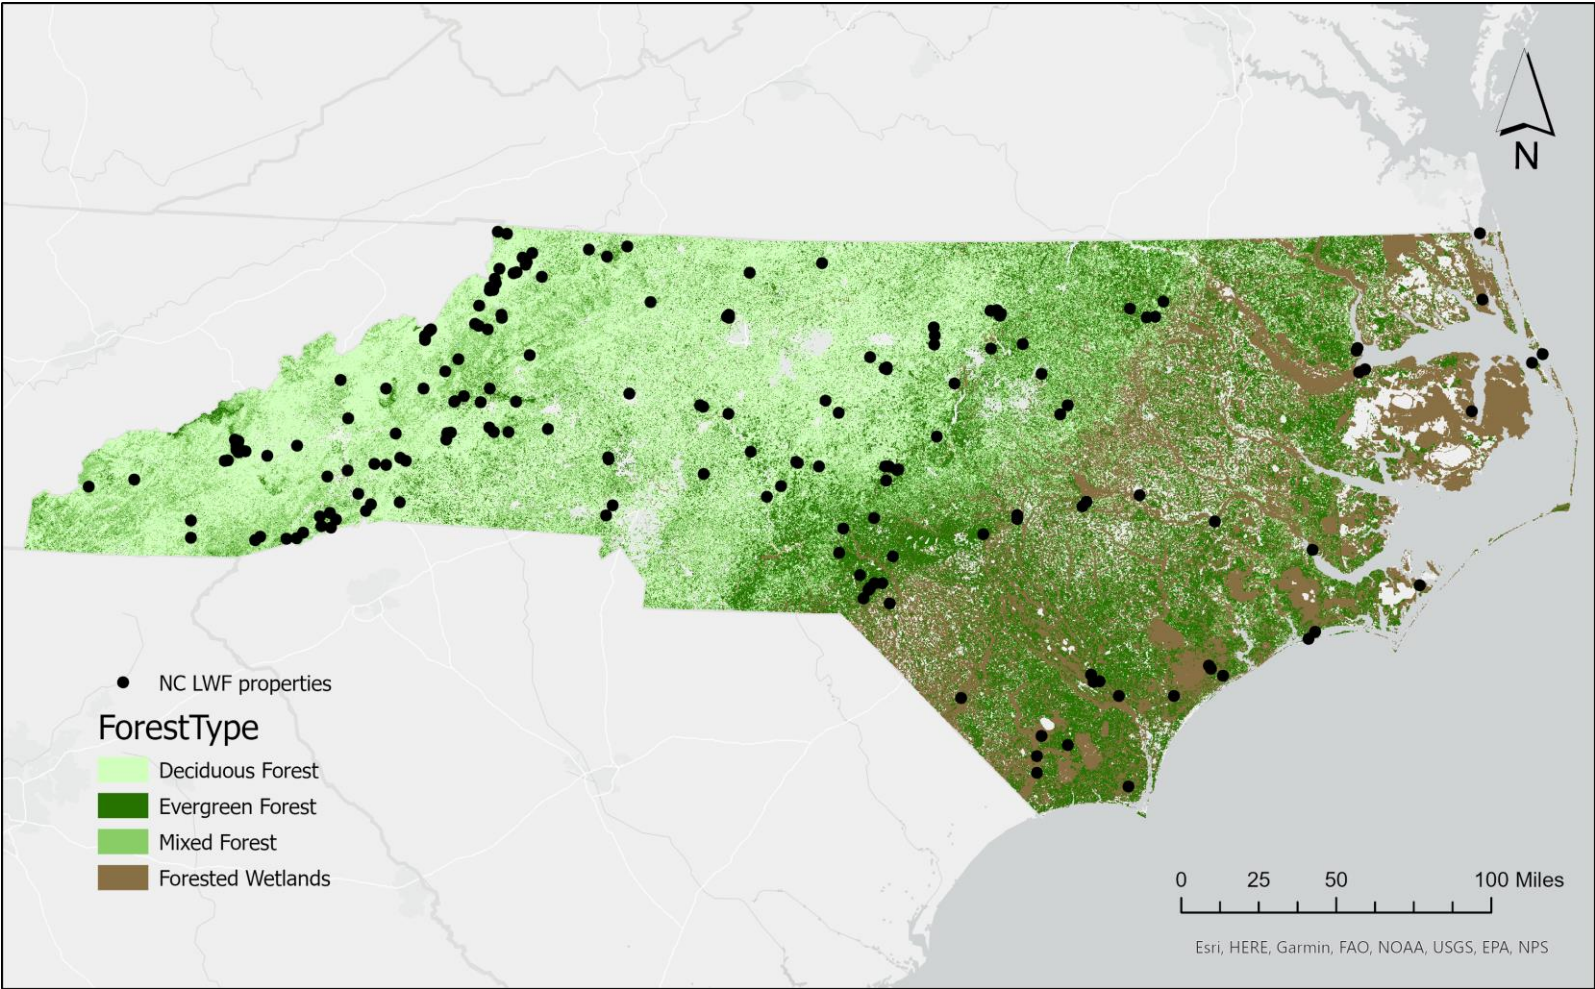 N
NC LWF properties
ForestType
Deciduous Forest
Evergreen Forest
Mixed Forest
Forested Wetlands
0 25 50 100 Miles
Esri, HERE, Garmin, FAO, NOAA, USGS, EPA, NPS